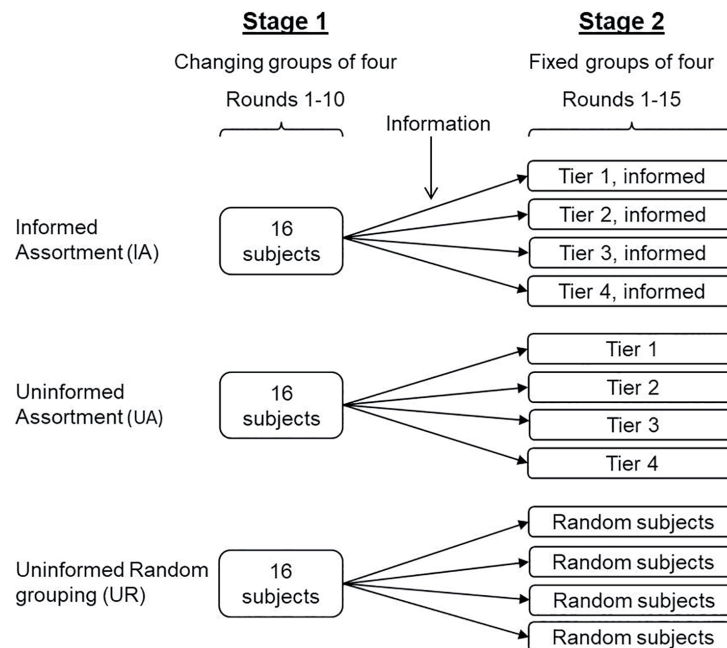 Stage 1
Stage 2
Changing groups of four
Fixed groups of four
Rounds 1-10
Rounds 1-15
Information
Informed
Assortment (IA)
16
subjects
Tier 1, informed
Tier 2, informed
Tier 3, informed
Tier 4, informed
Uninformed
Assortment (UA)
16
subjects
Tier 1
Tier 2
Tier 3
Tier 4
Uninformed Random
grouping (UR)
16
subjects
Random subjects
Random subjects
Random subjects
Random subjects